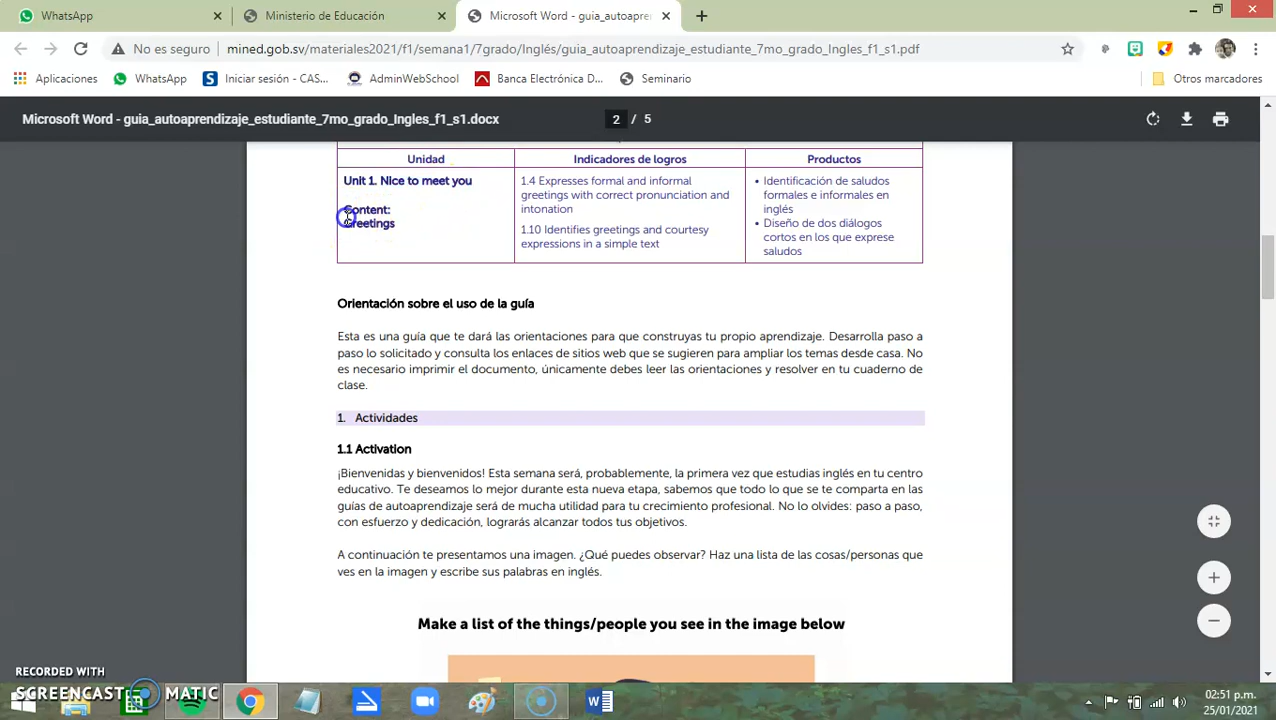 WhatsApp
Ministerio de Educación
Microsoft Word - guia_autoapren
No es seguro
mined.gob.sv/materiales2021/f1/semana1/7grado/Inglés/guia_autoaprendizaje_estudiante_7mo_grado_Ingles_f1_s1.pdf
Aplicaciones
WhatsApp
Iniciar sesión - CAS...
AdminWebSchool
Banca Electrónica D...
Seminario
Otros marcadores
Microsoft Word - guia_autoaprendizaje_estudiante_7mo_grado_Ingles_f1_s1.docx
2 / 5
Unidad
Indicadores de logros
Productos
Unit 1. Nice to meet you
Content:
Greetings
1.4 Expresses formal and informal
greetings with correct pronunciation and
intonation
1.10 Identifies greetings and courtesy
expressions in a simple text
• Identificación de saludos
formales e informales en
inglés
• Diseño de dos diálogos
cortos en los que exprese
saludos
Orientación sobre el uso de la guía
Esta es una guía que te dará las orientaciones para que construyas tu propio aprendizaje. Desarrolla paso a
paso lo solicitado y consulta los enlaces de sitios web que se sugieren para ampliar los temas desde casa. No
es necesario imprimir el documento, únicamente debes leer las orientaciones y resolver en tu cuaderno de
clase.
1. Actividades
1.1 Activation
¡Bienvenidas y bienvenidos! Esta semana será, probablemente, la primera vez que estudias inglés en tu centro
educativo. Te deseamos lo mejor durante esta nueva etapa, sabemos que todo lo que se te comparta en las
guías de autoaprendizaje será de mucha utilidad para tu crecimiento profesional. No lo olvides: paso a paso,
con esfuerzo y dedicación, lograrás alcanzar todos tus objetivos.
A continuación te presentamos una imagen. ¿Qué puedes observar? Haz una lista de las cosas/personas que
ves en la imagen y escribe sus palabras en inglés.
Make a list of the things/people you see in the image below
RECORDED WITH
SCREENCAST MATIC
02:51 p.m.
25/01/2021